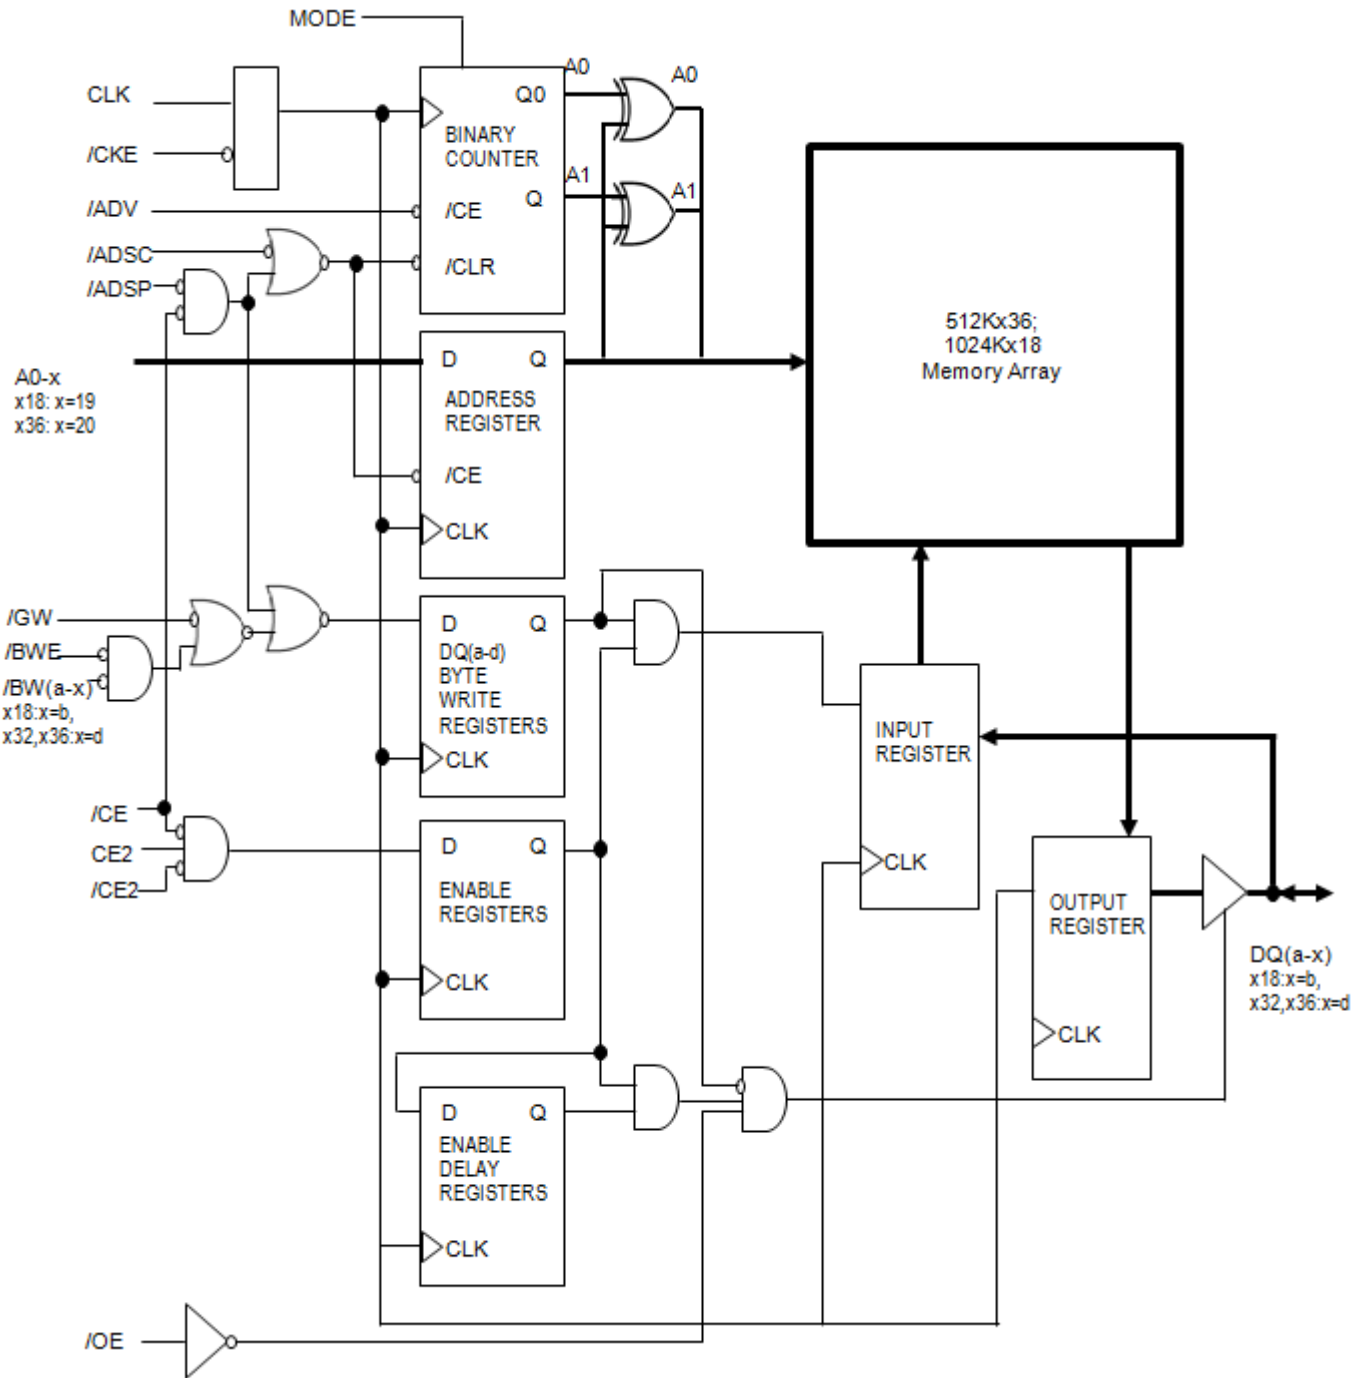 MODE
CLK
/CKE
/ADV
/ADSC
/ADSP
A0
Q0
BINARY
COUNTER
A1
Q
/CE
/CLR
A0
A1
512Kx36;
1024Kx18
Memory Array
A0-x
x18: x=19
x36: x=20
D Q
ADDRESS
REGISTER
/CE
CLK
/GW
/BWE
/BW(a-x)
x18:x=b,
x32,x36:x=d
D Q
DQ(a-d)
BYTE
WRITE
REGISTERS
CLK
INPUT
REGISTER
CLK
/CE
CE2
/CE2
D Q
ENABLE
REGISTERS
CLK
OUTPUT
REGISTER
CLK
DQ(a-x)
x18:x=b,
x32,x36:x=d
D Q
ENABLE
DELAY
REGISTERS
CLK
/OE